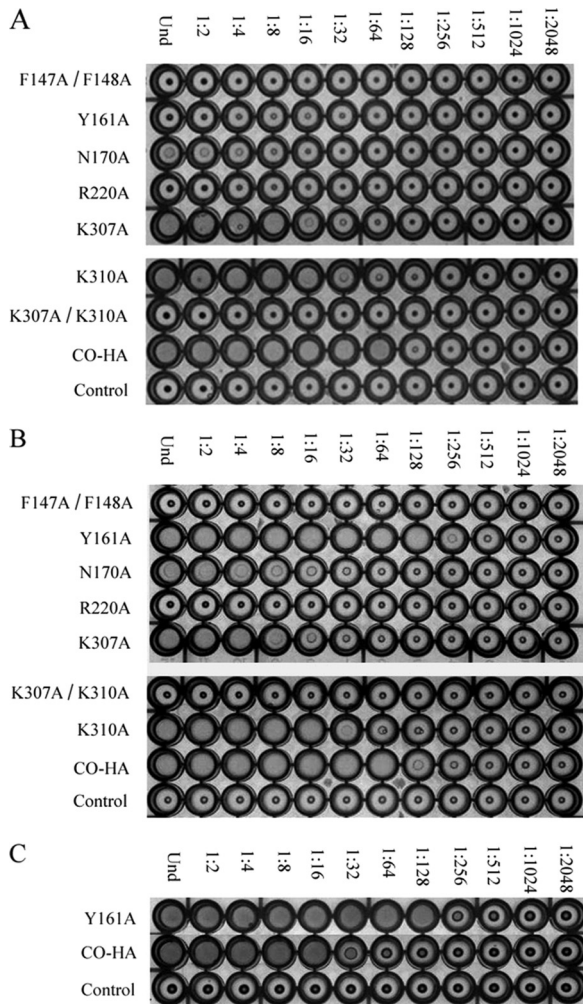 A
Und 1:2 1:4 1:8 1:16 1:32 1:64 1:128 1:256 1:512 1:1024 1:2048
F147A / F148A
Y161A
N170A
R220A
K307A
K310A
K307A / K310A
CO-HA
Control
B
Und 1:2 1:4 1:8 1:16 1:32 1:64 1:128 1:256 1:512 1:1024 1:2048
F147A / F148A
Y161A
N170A
R220A
K307A
K307A / K310A
K310A
CO-HA
Control
C
Und 1:2 1:4 1:8 1:16 1:32 1:64 1:128 1:256 1:512 1:1024 1:2048
Y161A
CO-HA
Control